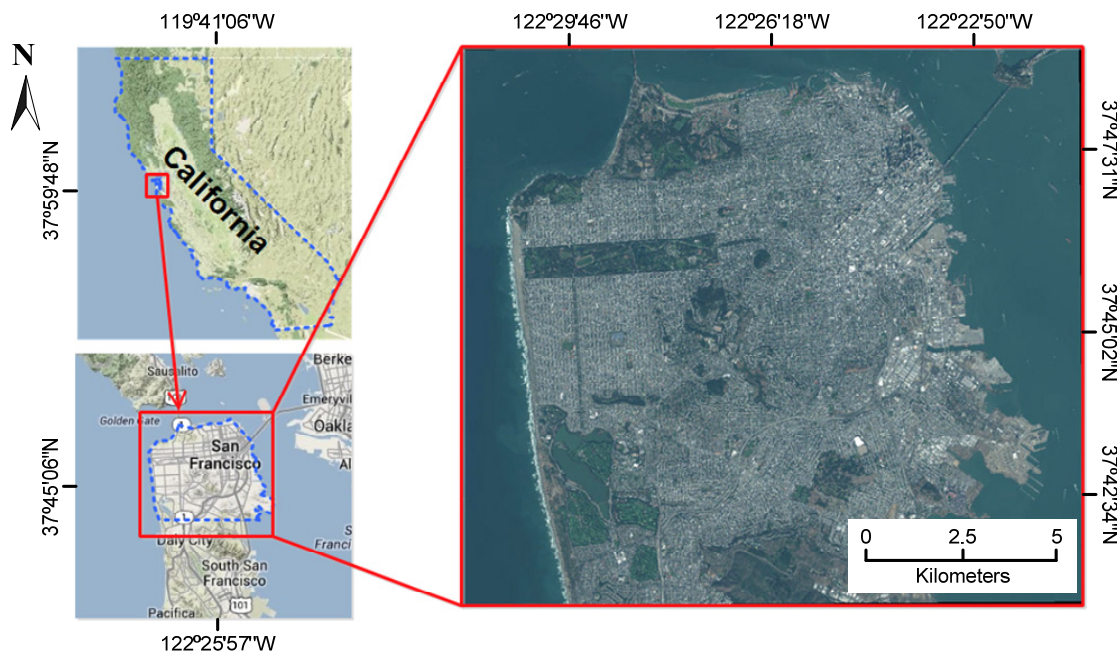 119°41'06"W
122°29'46"W
122°26'18"W
122°22'50"W
N
California
37°59'48"N
37°47'31"N
37°45'02"N
37°42'34"N
Sausalito
Berke
Emeryvil
Golden Gate
Oakla
San
Francisco
Al
37°45'06"N
1
Daly City
S
Franci
South San
Francisco
101
Pacifica
122°25'57"W
0 2.5 5
Kilometers